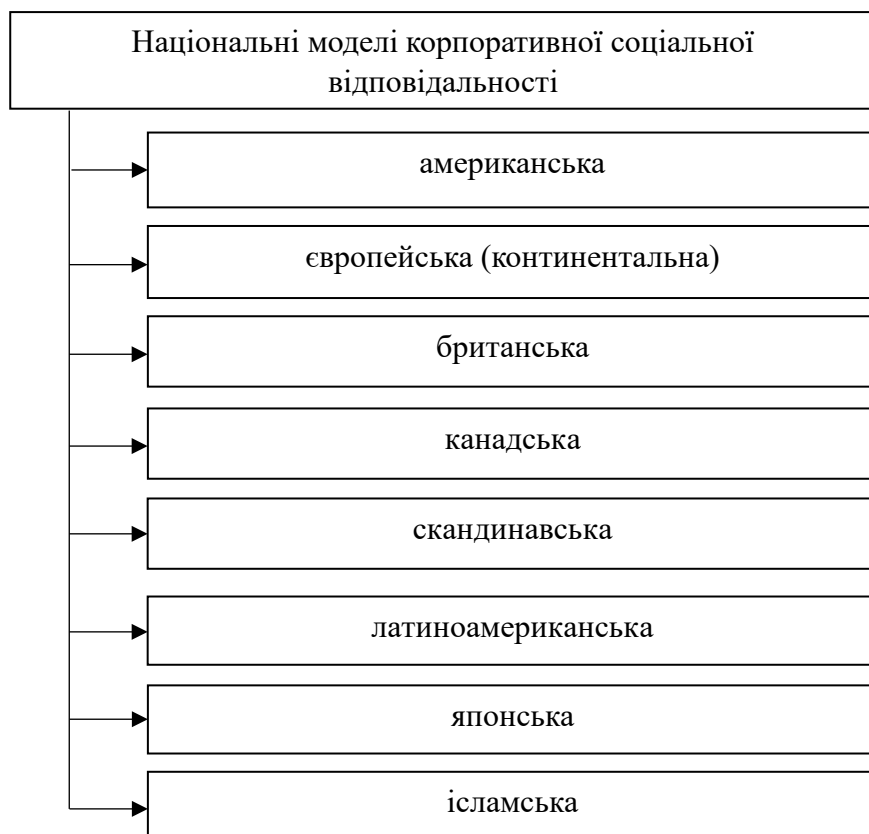 Національні моделі корпоративної соціальної
відповідальності
американська
європейська (континентальна)
британська
канадська
скандинавська
латиноамериканська
японська
ісламська